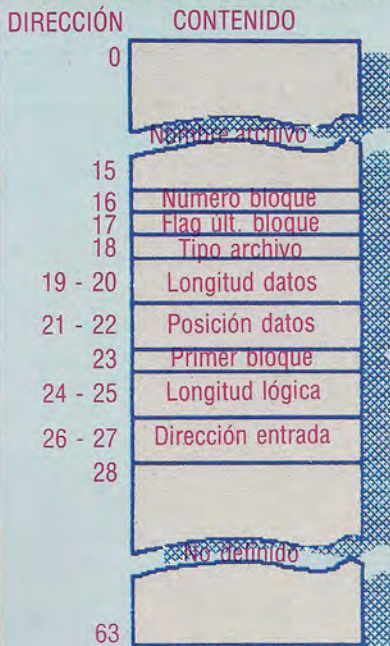 DIRECCIÓN CONTENIDO
0
Nombre archivo
15
16 Numero bloque
17 Flag últ. bloque
18 Tipo archivo
19 - 20 Longitud datos
21 - 22 Posición datos
23 Primer bloque
24 - 25 Longitud lógica
26 - 27 Dirección entrada
28
No definido
63